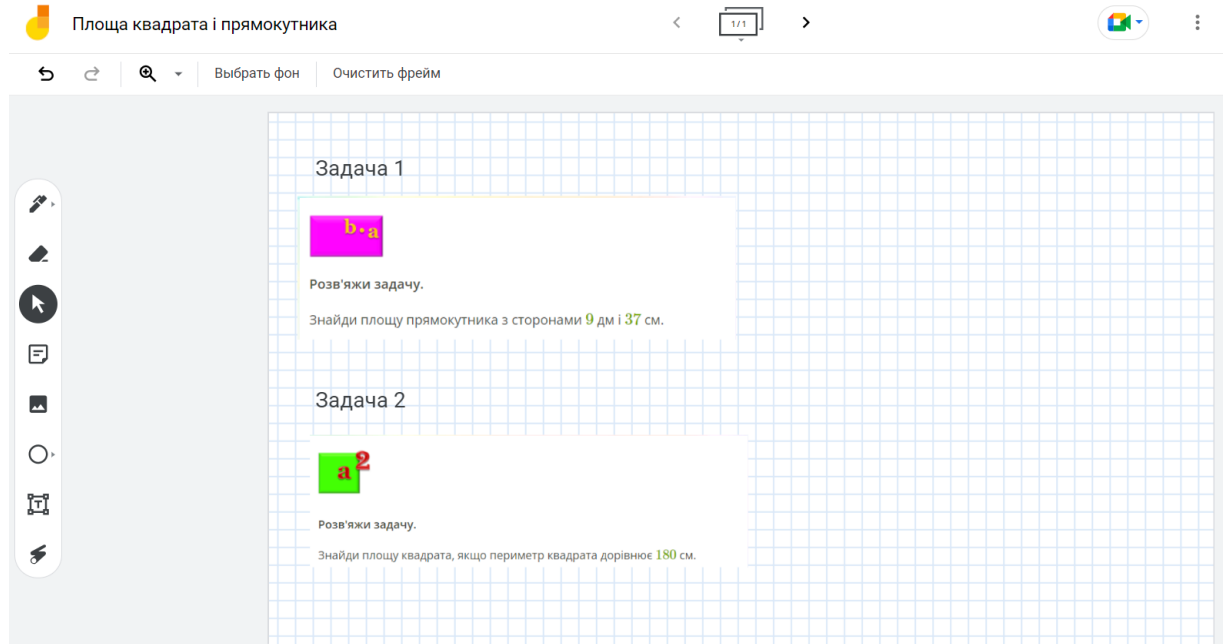 Площа квадрата і прямокутника
1/1
Выбрать фон
Очистить фрейм
Задача 1
b·a
Розв'яжи задачу.
Знайди площу прямокутника з сторонами 9 дм і 37 см.
Задача 2
a²
Розв'яжи задачу.
Знайди площу квадрата, якщо периметр квадрата дорівнює 180 см.